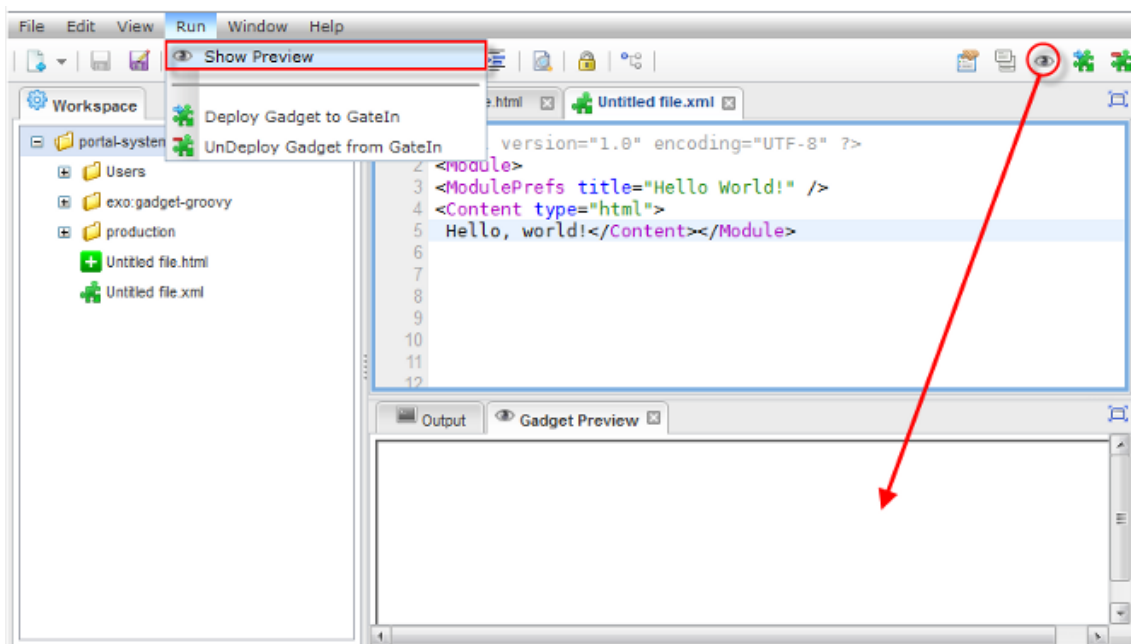 File Edit View Run Window Help
Show Preview
Deploy Gadget to GateIn
UnDeploy Gadget from GateIn
Workspace
portal-system
Users
exo:gadget-groovy
production
Untitled file.html
Untitled file.xml
.html Untitled file.xml
version="1.0" encoding="UTF-8" ?>
2 <Module>
3 <ModulePrefs title="Hello World!" />
4 <Content type="html">
5 Hello, world!</Content></Module>
6
7
8
9
10
11
12
Output Gadget Preview